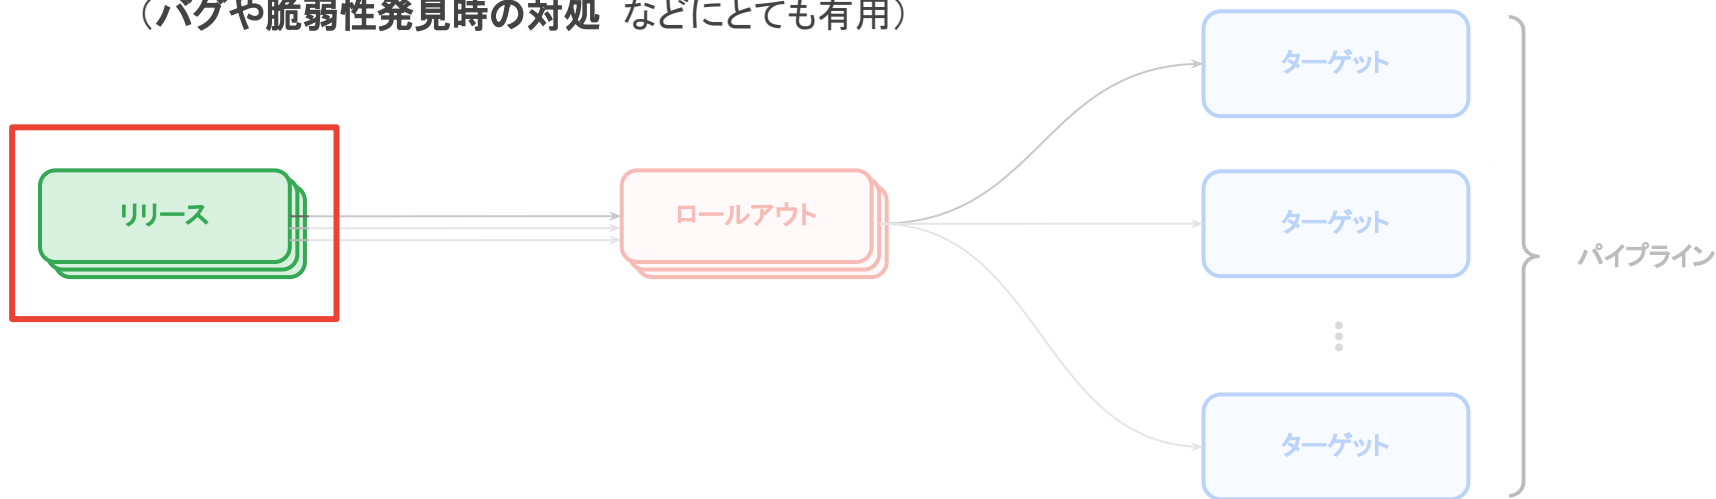 （バグや脆弱性発見時の対処 などにとても有用）
ターゲット
リリース
ロールアウト
ターゲット
パイプライン
ターゲット